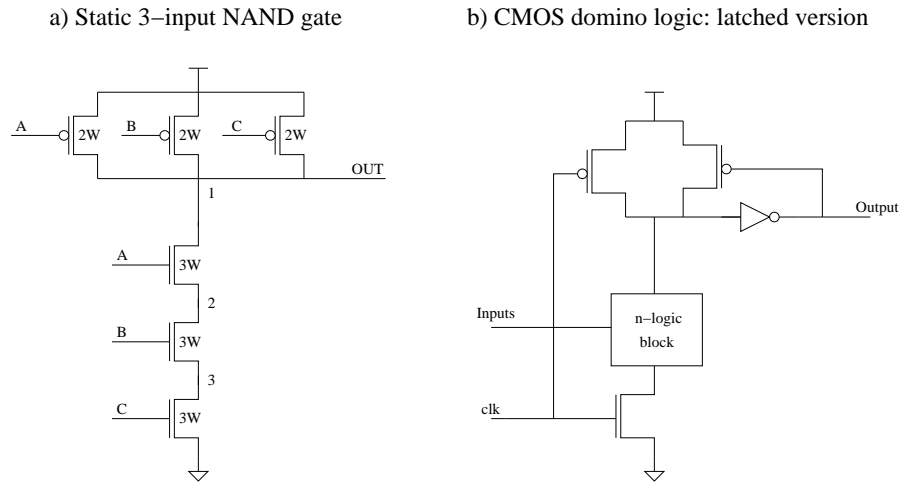 a) Static 3−input NAND gate
b) CMOS domino logic: latched version
A
2W
B
2W
C
2W
OUT
1
A
3W
2
B
3W
3
C
3W
Output
Inputs
n−logic
block
clk